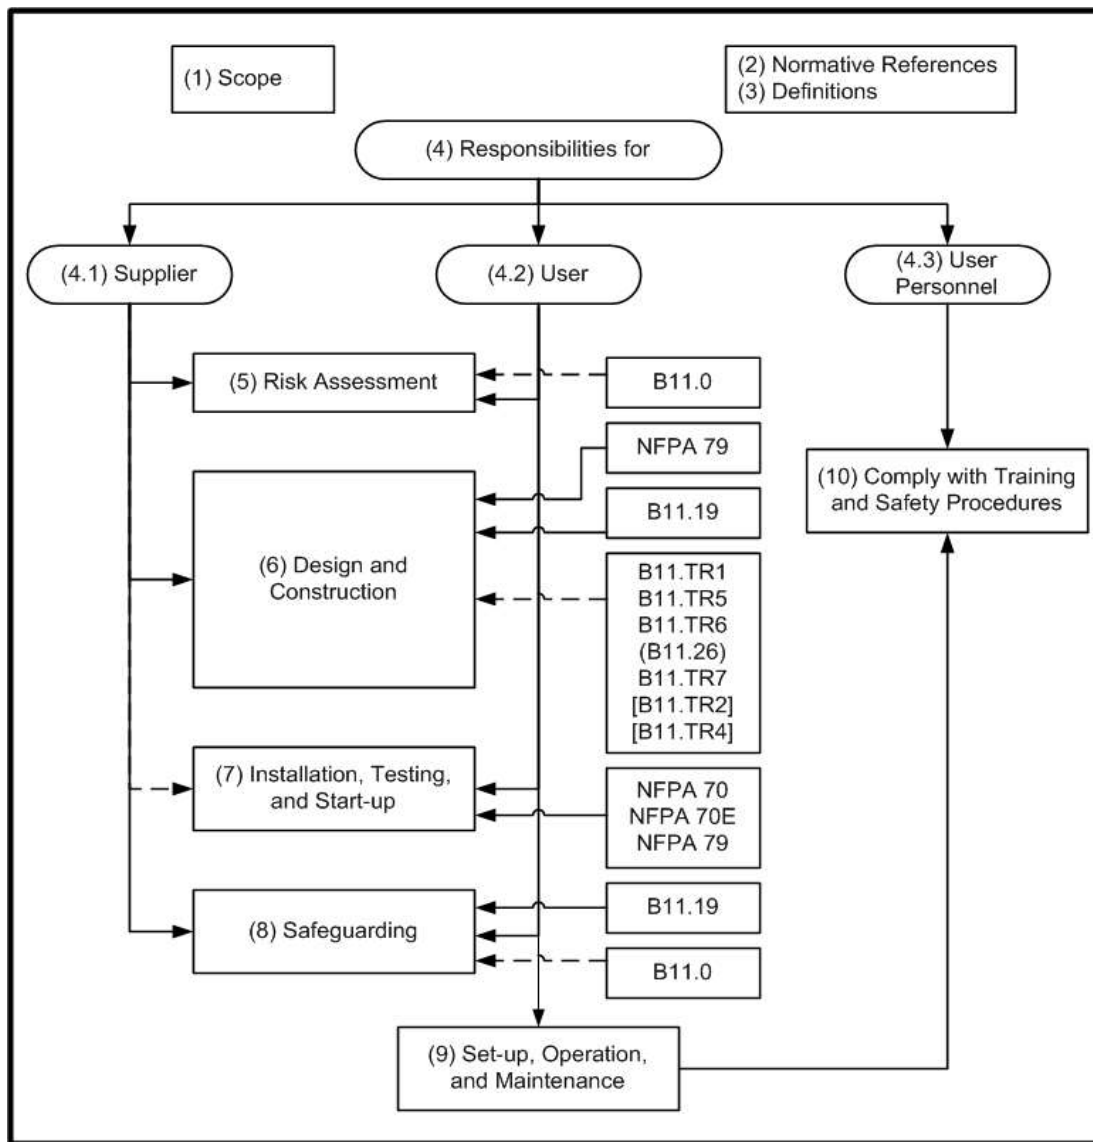 (1) Scope
(2) Normative References
(3) Definitions
(4) Responsibilities for
(4.1) Supplier
(4.2) User
(4.3) User
Personnel
(5) Risk Assessment
B11.0
NFPA 79
(10) Comply with Training
and Safety Procedures
B11.19
(6) Design and
Construction
B11.TR1
B11.TR5
B11.TR6
(B11.26)
B11.TR7
[B11.TR2]
[B11.TR4]
(7) Installation, Testing,
and Start-up
NFPA 70
NFPA 70E
NFPA 79
(8) Safeguarding
B11.19
B11.0
(9) Set-up, Operation,
and Maintenance